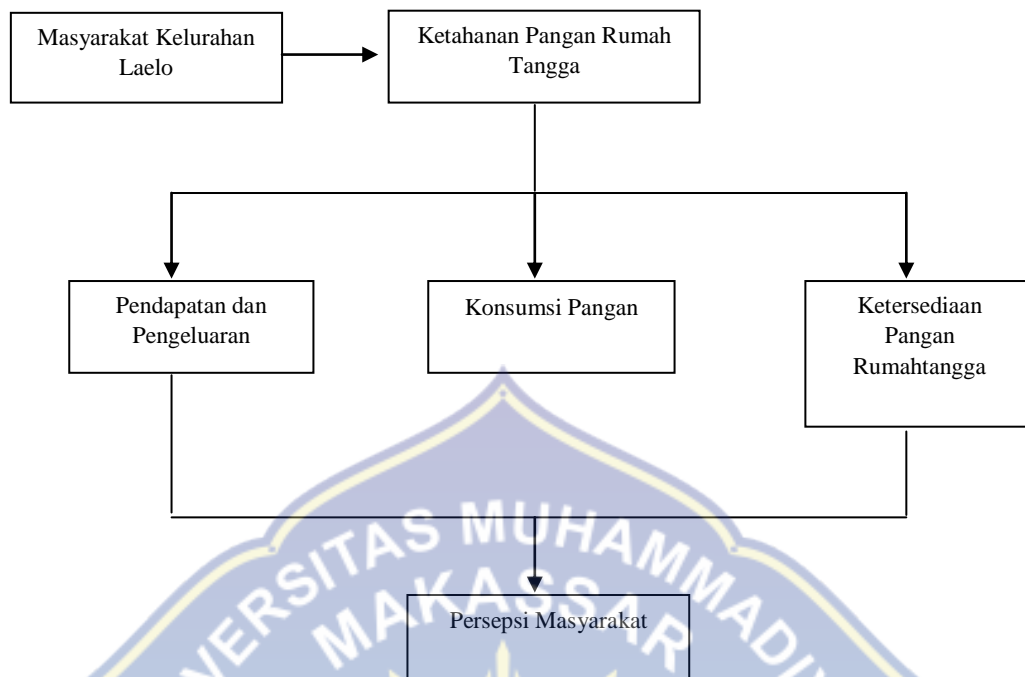 Masyarakat Kelurahan
Laelo
Ketahanan Pangan Rumah
Tangga
Pendapatan dan
Pengeluaran
Konsumsi Pangan
Ketersediaan
Pangan
Rumahtangga
UNIVERSITAS MUHAMMADIY
MAKASSAR
Persepsi Masyarakat